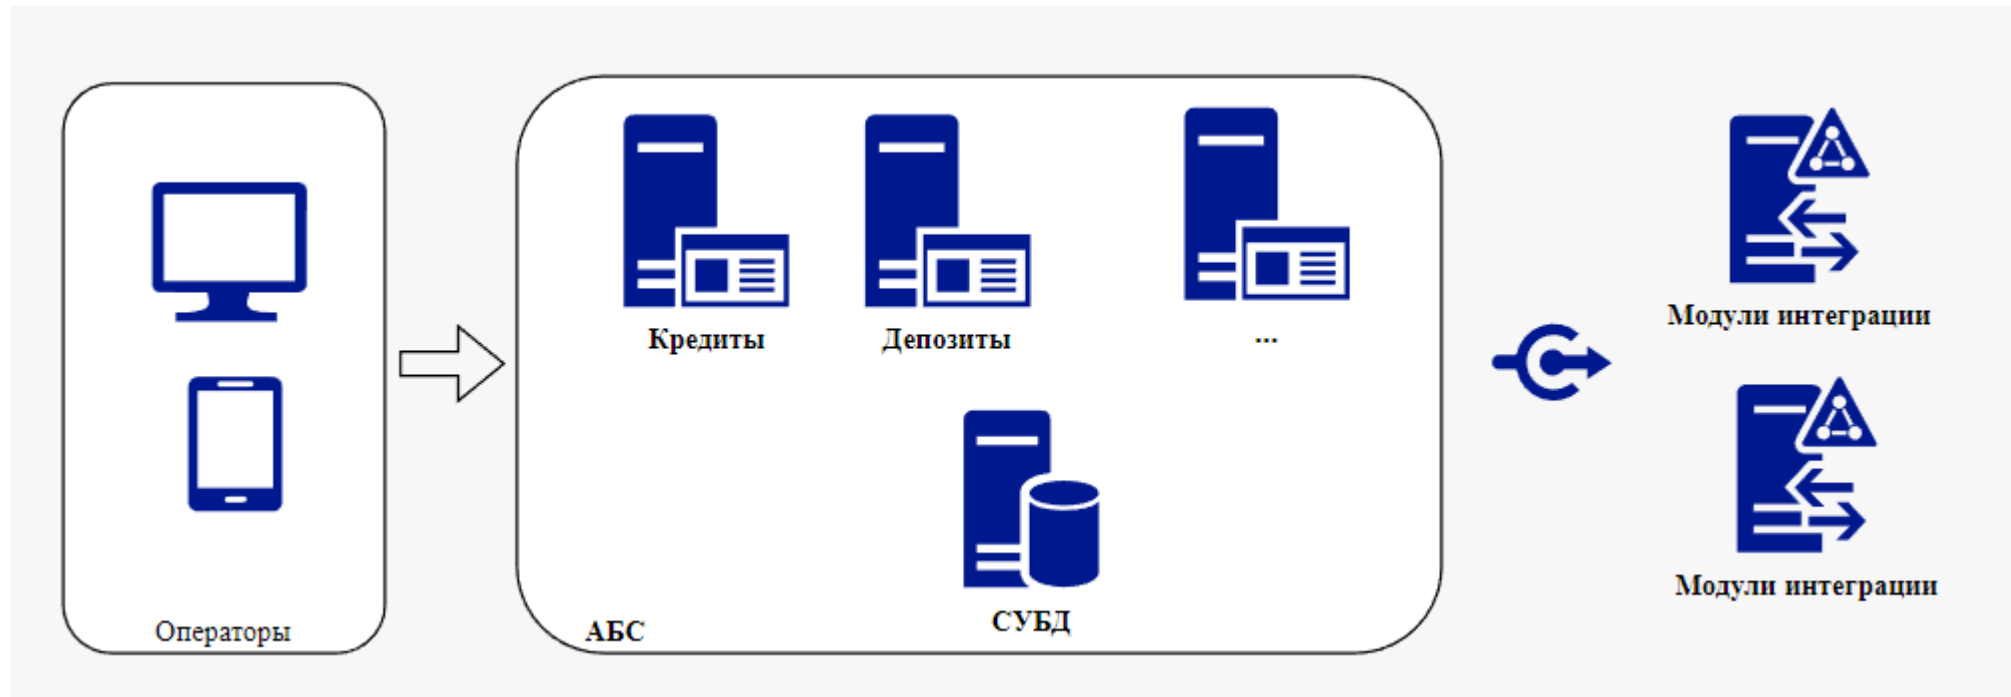 Кредиты
Депозиты
...
СУБД
АБС
Операторы
Модули интеграции
Модули интеграции